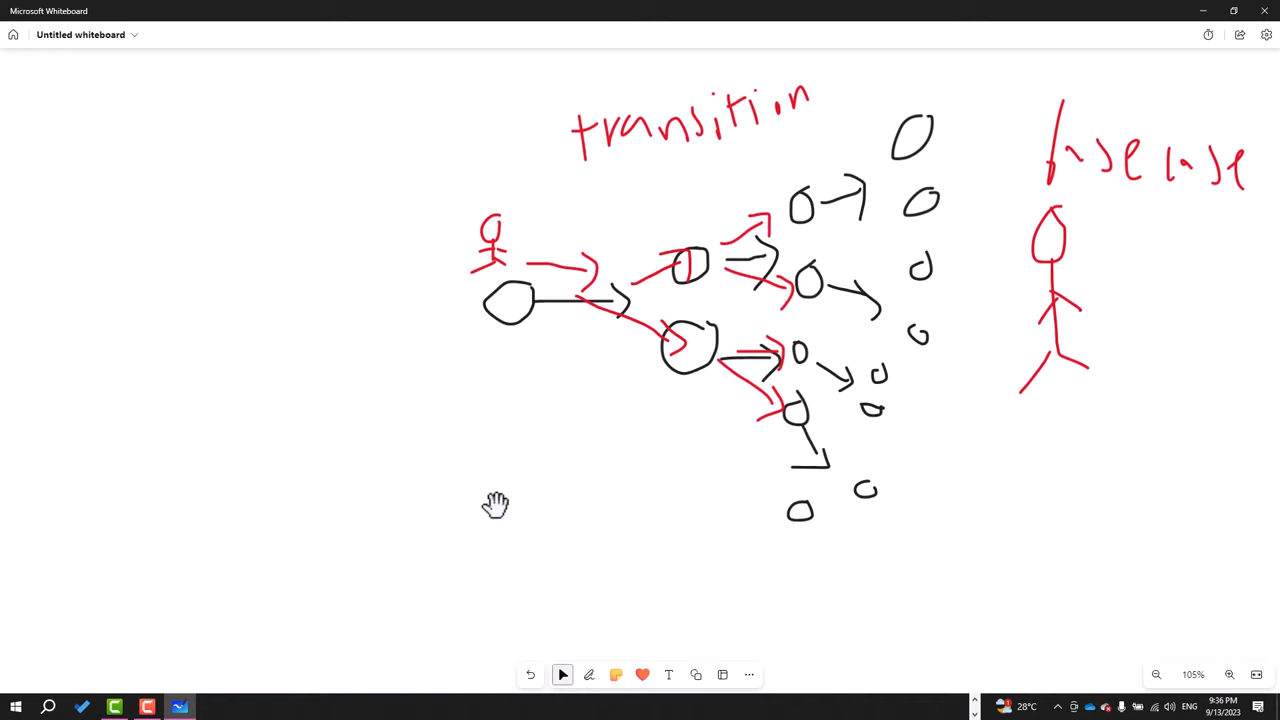 Microsoft Whiteboard
Untitled whiteboard
transition
105%
28°C
ENG
9:36 PM
9/13/2023